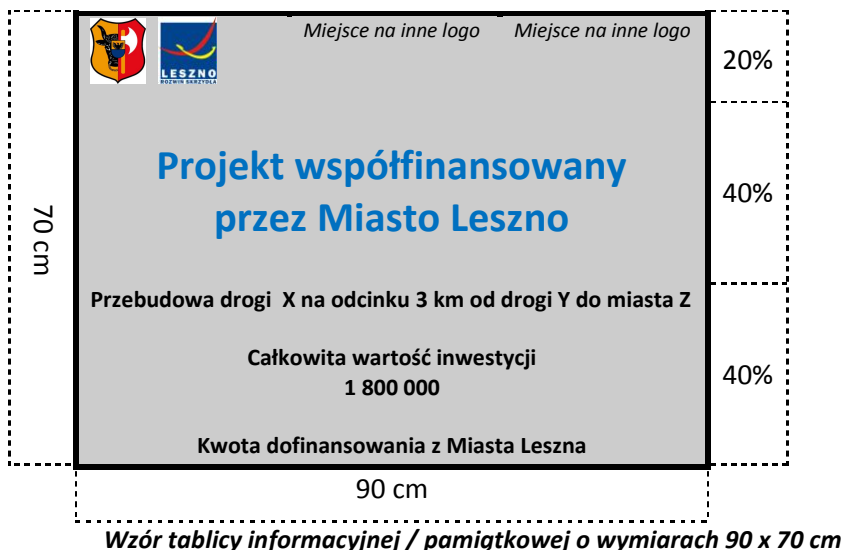 Miejsce na inne logo Miejsce na inne logo
LESZNO
ROZWIŃ SKRZYDŁA
20%
Projekt współfinansowany
przez Miasto Leszno
40%
70 cm
Przebudowa drogi X na odcinku 3 km od drogi Y do miasta Z
Całkowita wartość inwestycji
1 800 000
40%
Kwota dofinansowania z Miasta Leszna
90 cm
Wzór tablicy informacyjnej / pamiątkowej o wymiarach 90 x 70 cm